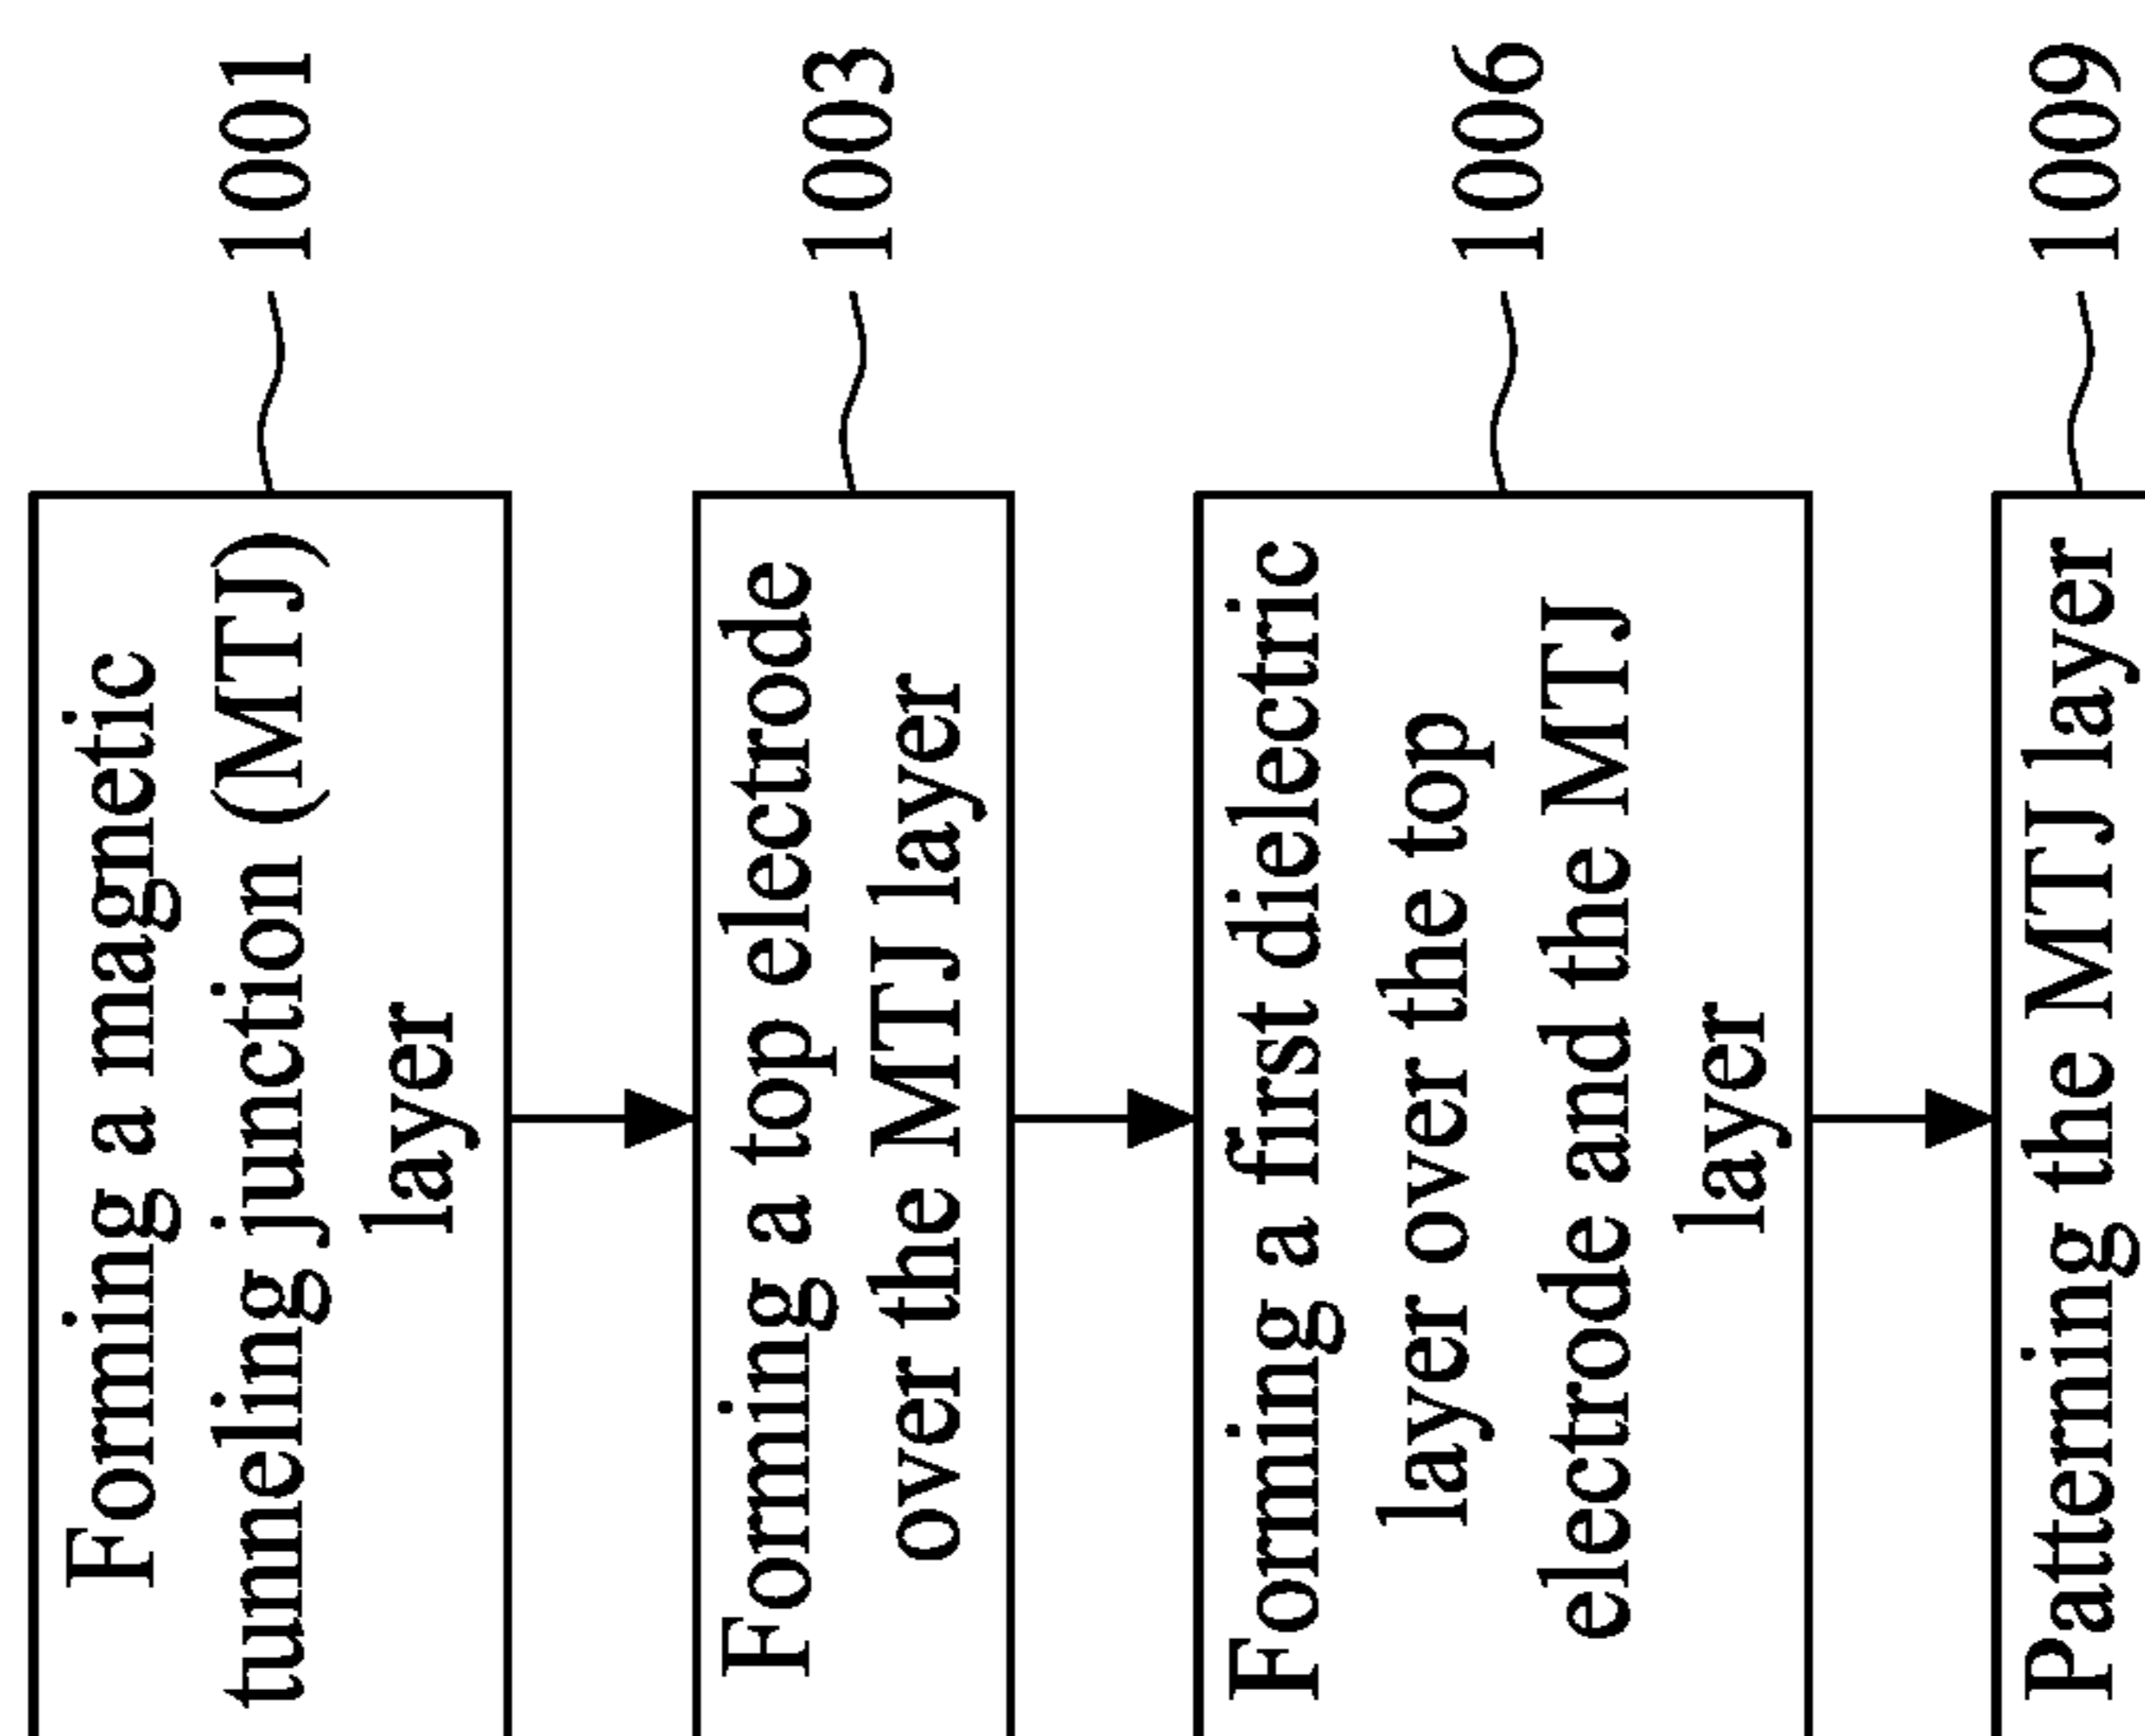 Forming a magnetic
tunneling junction (MTJ)
layer
1001
Forming a top electrode
over the MTJ layer
1003
Forming a first dielectric
layer over the top
electrode and the MTJ
layer
1006
Patterning the MTJ layer
1009